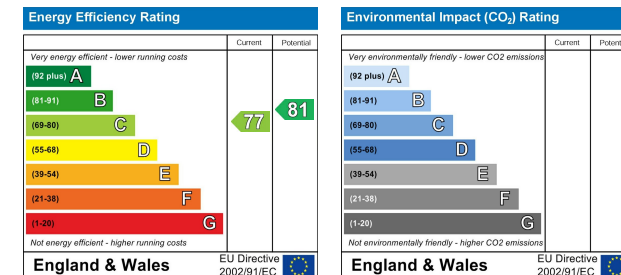 Energy Efficiency Rating
Current Potential
Very energy efficient - lower running costs
(92 plus) A
(81-91) B
81
(69-80) C
77
(55-68) D
(39-54) E
(21-38) F
(1-20) G
Not energy efficient - higher running costs
England & Wales
EU Directive
2002/91/EC
Environmental Impact (CO₂) Rating
Current Potent
Very environmentally friendly - lower CO2 emissions
(92 plus) A
(81-91) B
(69-80) C
(55-68) D
(39-54) E
(21-38) F
(1-20) G
Not environmentally friendly - higher CO2 emissions
England & Wales
EU Directive
2002/91/EC